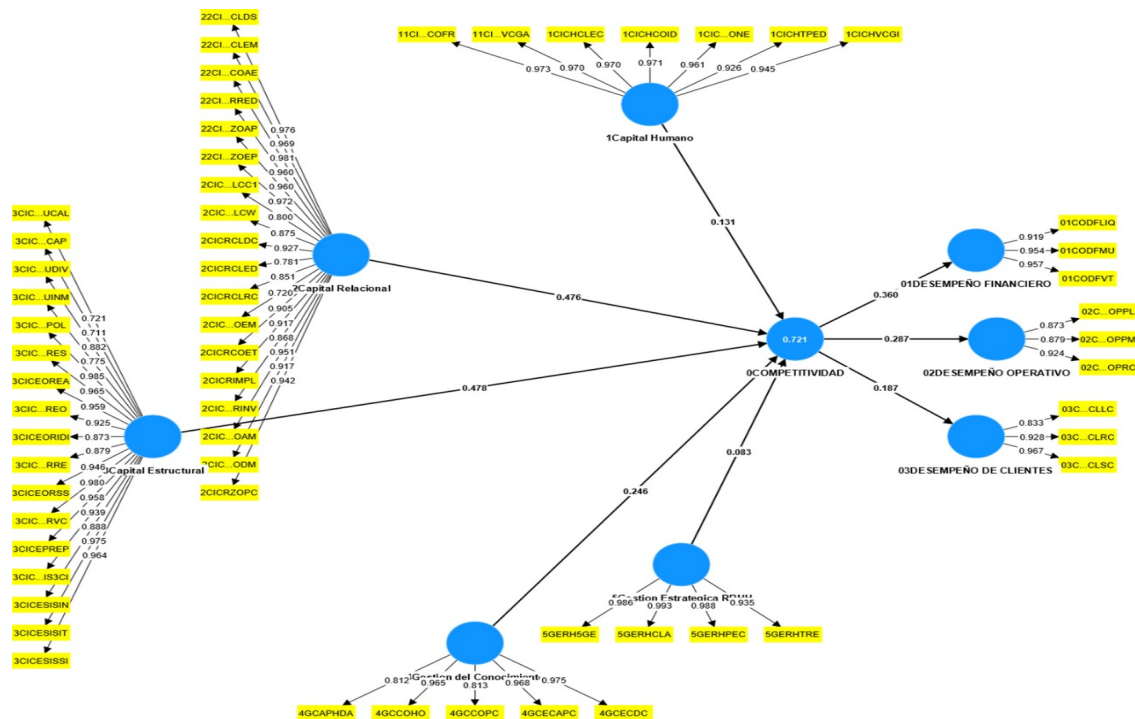 11CI...COFR
11CI...VCGA
1CICHCLEC
1CICHCOID
1CIC...ONE
1CICHTPED
1CICHVCGI
0.973
0.970
0.970
0.971
0.961
0.926
0.945
1Capital Humano
0.131
22CI...CLDS
22CI...CLEM
22CI...COAE
22CI...RRED
22CI...ZOAP
22CI...ZOEP
2CIC...LCC1
2CIC...LCW
2CICRCLDC
2CICRCLED
2CICRCLRC
2CIC...OEM
2CICRCOET
2CICRIMPL
2CIC...RINV
2CIC...OAM
2CIC...ODM
2CICRZOPC
0.976
0.969
0.981
0.960
0.960
0.972
0.800
0.875
0.927
0.781
0.851
0.720
0.905
0.917
0.868
0.951
0.917
0.942
Capital Relacional
0.476
3CIC...UCAL
3CIC...CAP
3CIC...UDIV
3CIC...UINM
3CIC...POL
3CIC...RES
3CICEOREA
3CIC...REO
3CICEORIDI
3CIC...RRE
3CICEORSS
3CIC...RVC
3CICEPREP
3CIC...IS3CI
3CICESISIN
3CICESISIT
3CICESISSI
0.721
0.711
0.882
0.775
0.985
0.965
0.959
0.925
0.873
0.879
0.946
0.980
0.958
0.939
0.888
0.975
0.964
Capital Estructural
0.478
0.721
0COMPETITIVIDAD
0.360
0.287
0.187
01CODFLIQ
01CODFMU
01CODFVT
0.919
0.954
0.957
01DESEMPEÑO FINANCIERO
02C...OPPL
02C...OPPM
02C...OPRC
0.873
0.879
0.924
02DESEMPEÑO OPERATIVO
03C...CLLC
03C...CLRC
03C...CLSC
0.833
0.928
0.967
03DESEMPEÑO DE CLIENTES
0.246
0.083
5Gestion Estrategica RDHH
0.986
0.993
0.988
0.935
5GERH5GE
5GERHCLA
5GERHPEC
5GERHTRE
Gestion del Conocimiento
0.812
0.965
0.813
0.968
0.975
4GCAPHDA
4GCCOHO
4GCCOPC
4GCECAPC
4GCECDC